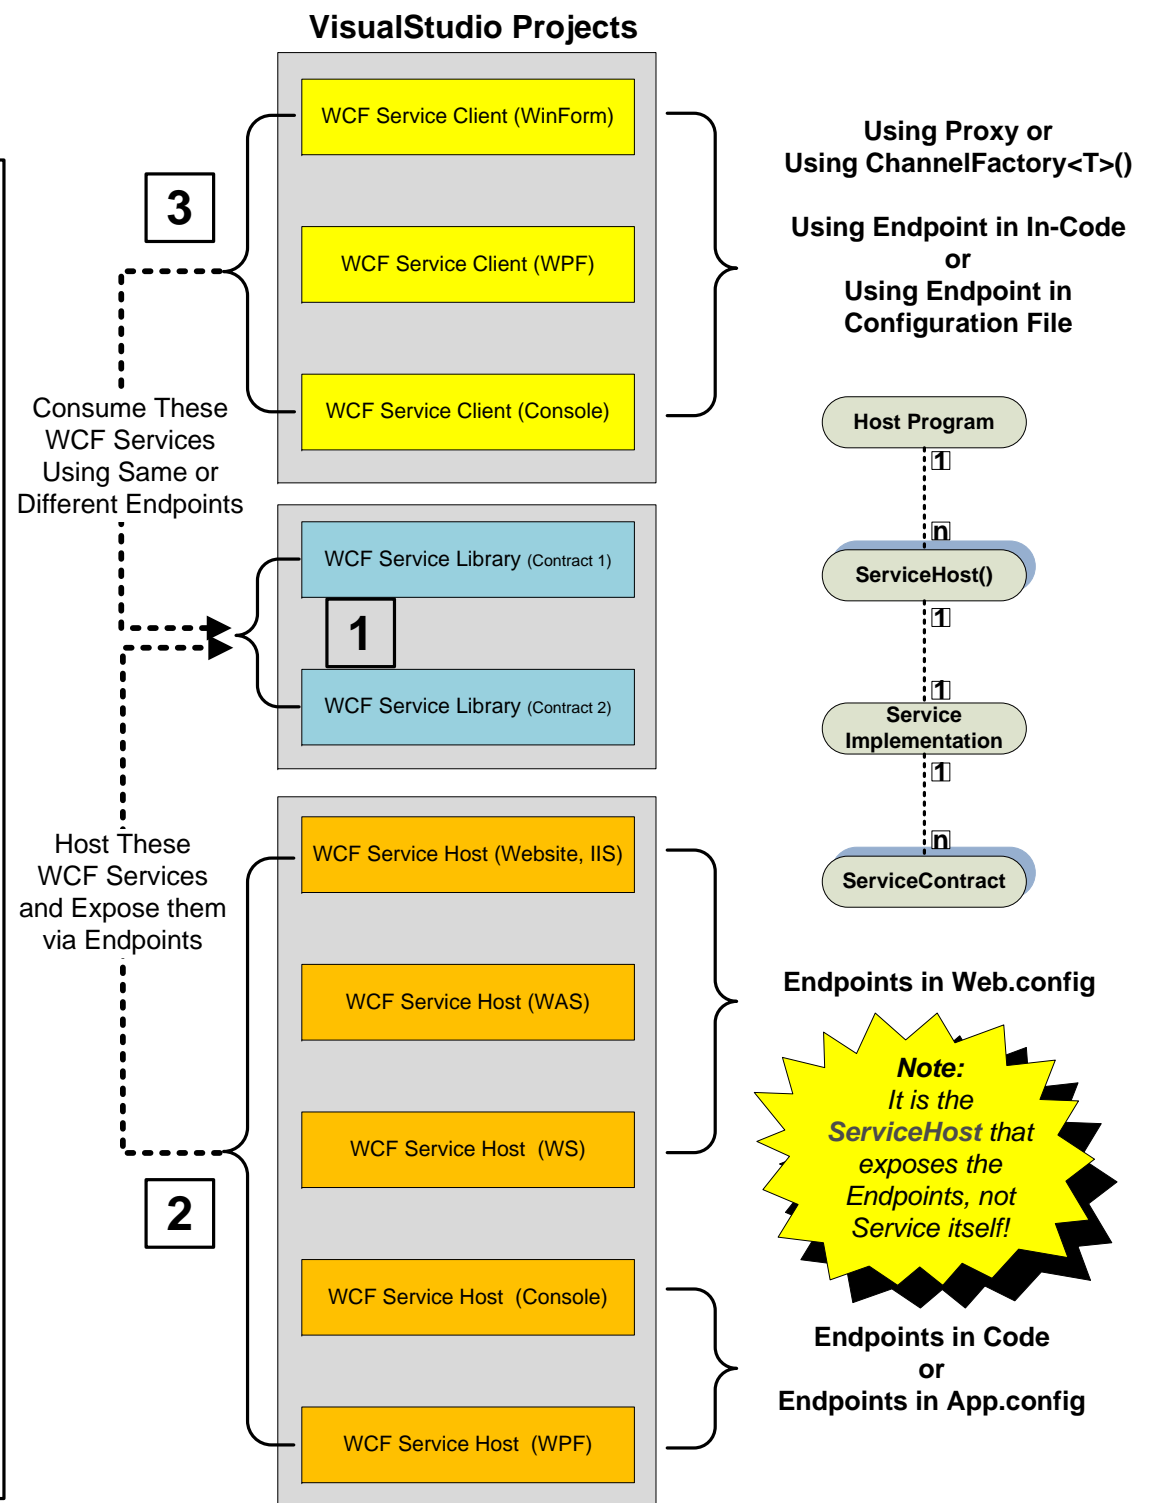 VisualStudio Projects
WCF Service Client (WinForm)
WCF Service Client (WPF)
WCF Service Client (Console)
3
Consume These
WCF Services
Using Same or
Different Endpoints
Using Proxy or
Using ChannelFactory<T>()
Using Endpoint in In-Code
or
Using Endpoint in
Configuration File
WCF Service Library (Contract 1)
1
WCF Service Library (Contract 2)
Host Program
1
n
ServiceHost()
1
1
Service
Implementation
1
n
ServiceContract
Host These
WCF Services
and Expose them
via Endpoints
2
WCF Service Host (Website, IIS)
WCF Service Host (WAS)
WCF Service Host (WS)
WCF Service Host (Console)
WCF Service Host (WPF)
Endpoints in Web.config
Note:
It is the
ServiceHost that
exposes the
Endpoints, not
Service itself!
Endpoints in Code
or
Endpoints in App.config